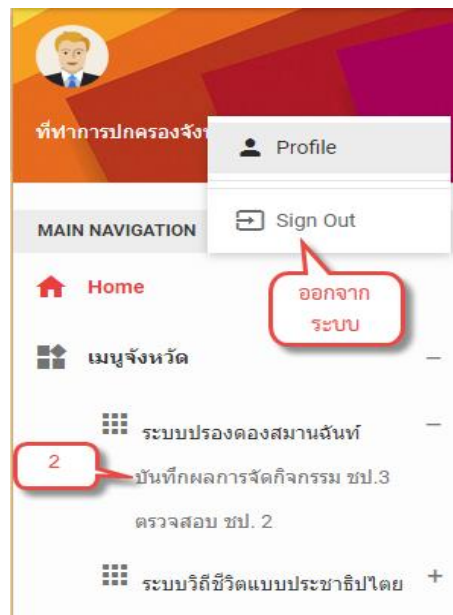 ที่ทำการปกครองจัง
Profile
Sign Out
MAIN NAVIGATION
Home
ออกจาก
ระบบ
เมนูจังหวัด
ระบบปรองดองสมานฉันท์
2
บันทึกผลการจัดกิจกรรม ชป.3
ตรวจสอบ ชป. 2
ระบบวิถีชีวิตแบบประชาธิปไตย